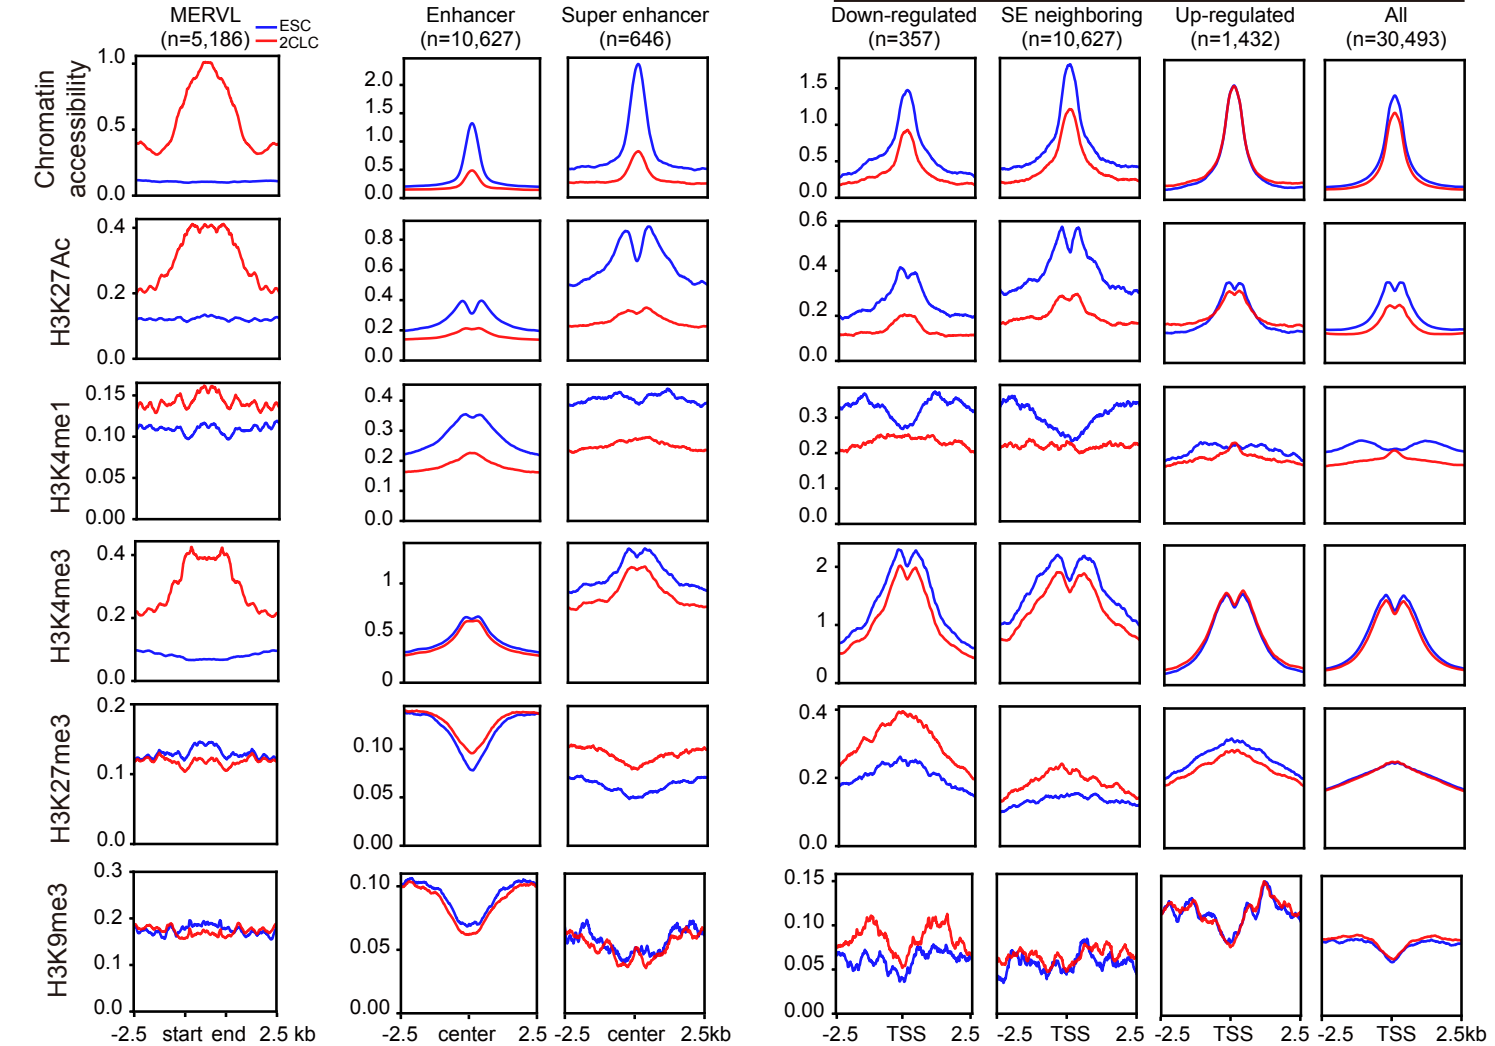 MERVL
(n=5,186)
ESC
2CLC
Enhancer
(n=10,627)
Super enhancer
(n=646)
Down-regulated
(n=357)
SE neighboring
(n=10,627)
Up-regulated
(n=1,432)
All
(n=30,493)
Chromatin
accessibility
1.0
0.5
0.0
2.0
1.5
1.0
0.5
0.0
1.5
1.0
0.5
0.0
H3K27Ac
0.4
0.2
0.0
0.8
0.6
0.4
0.2
0.0
0.6
0.4
0.2
0.0
H3K4me1
0.15
0.10
0.05
0.00
0.4
0.3
0.2
0.1
0.0
0.3
0.2
0.1
0.0
H3K4me3
0.4
0.2
0.0
1
0.5
0
2
1
0
H3K27me3
0.2
0.1
0.0
0.10
0.05
0.00
0.4
0.2
0.0
H3K9me3
0.3
0.2
0.1
0.0
0.10
0.05
0.00
0.15
0.10
0.05
0.00
-2.5 start end 2.5 kb
-2.5 center 2.5
-2.5 center 2.5kb
-2.5 TSS 2.5
-2.5 TSS 2.5
-2.5 TSS 2.5
-2.5 TSS 2.5kb